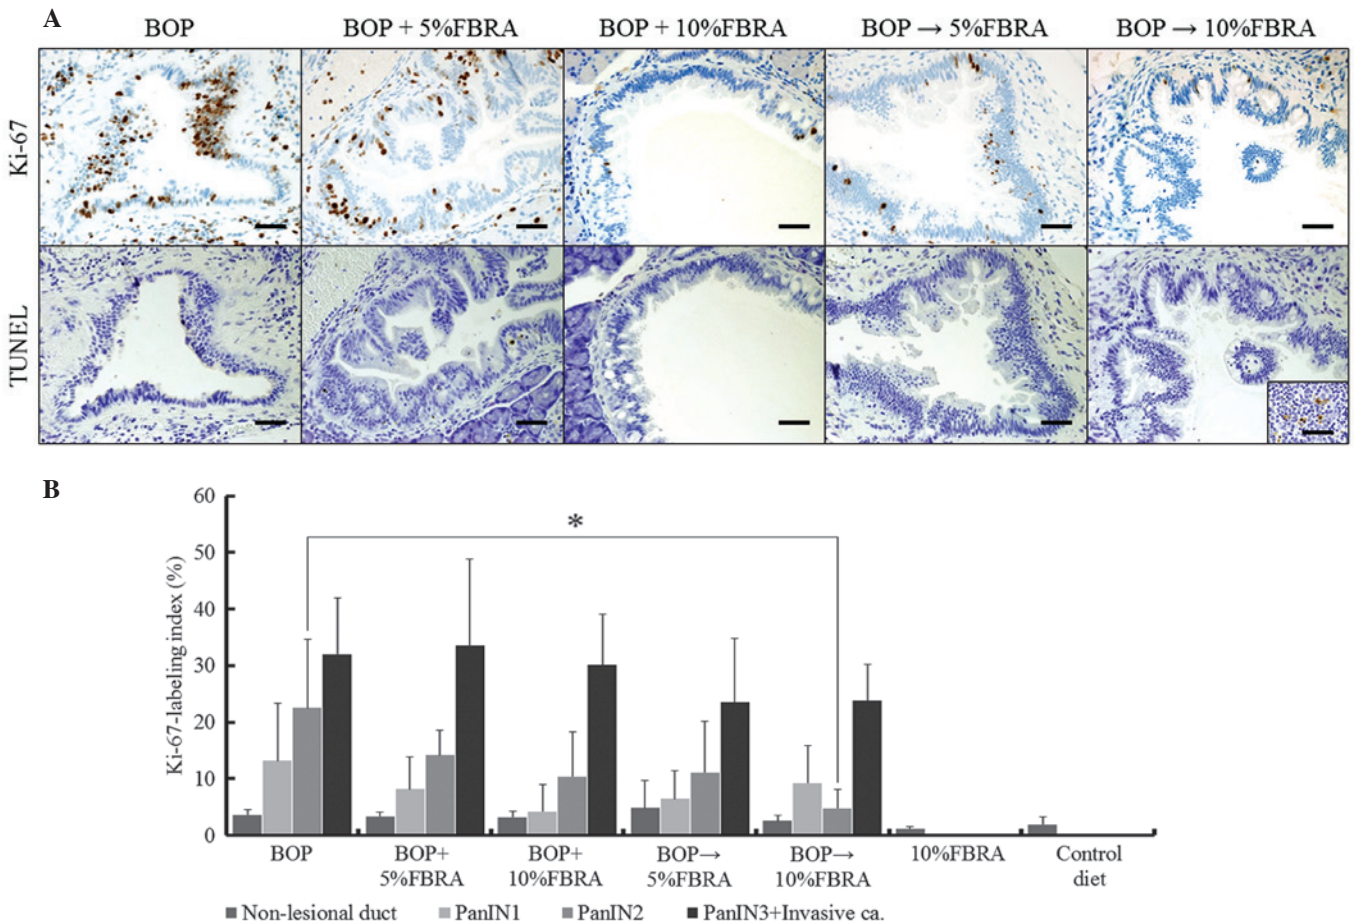 A
BOP
BOP + 5%FBRA
BOP + 10%FBRA
BOP → 5%FBRA
BOP → 10%FBRA
Ki-67
TUNEL
B
Ki-67-labeling index (%)
60
50
40
30
20
10
0
*
BOP
BOP+
5%FBRA
BOP+
10%FBRA
BOP→
5%FBRA
BOP→
10%FBRA
10%FBRA
Control
diet
Non-lesional duct
PanIN1
PanIN2
PanIN3+Invasive ca.